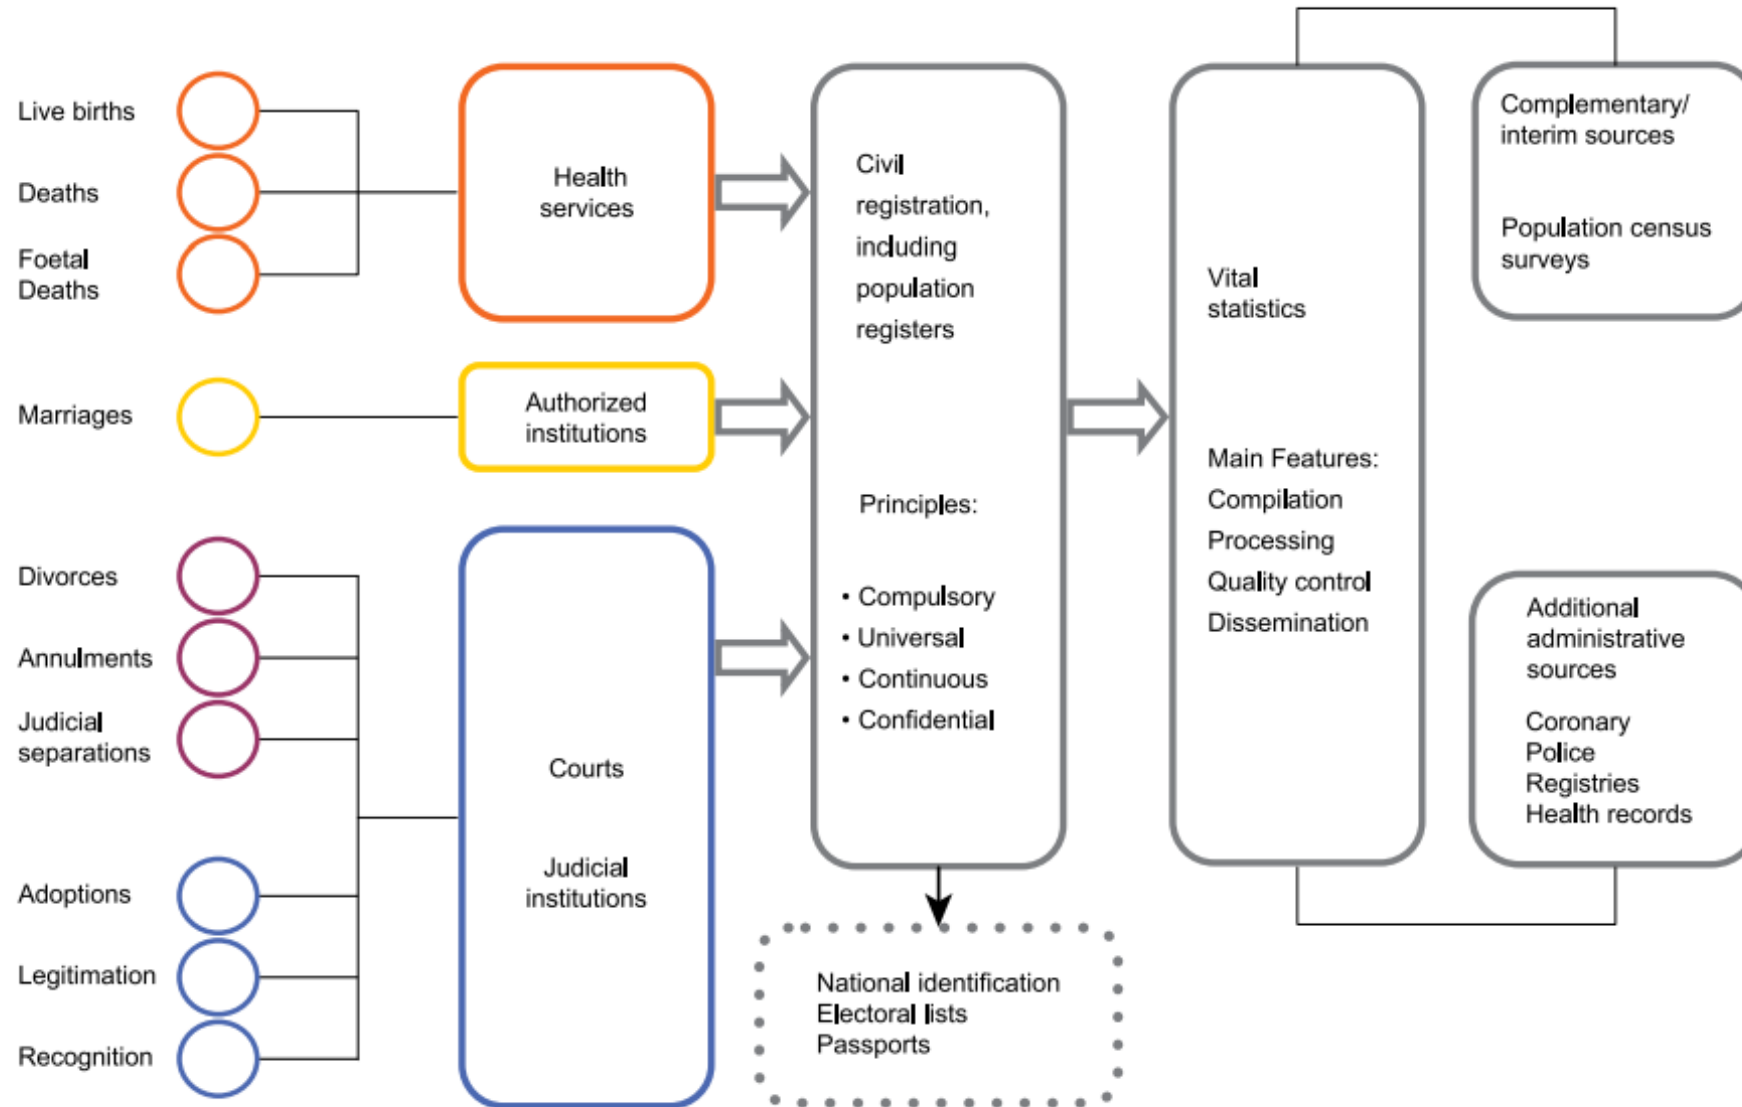 Live births
Deaths
Foetal
Deaths
Marriages
Divorces
Annulments
Judicial
separations
Adoptions
Legitimation
Recognition
Health
services
Authorized
institutions
Courts
Judicial
institutions
Civil
registration,
including
population
registers
Principles:
• Compulsory
• Universal
• Continuous
• Confidential
National identification
Electoral lists
Passports
Vital
statistics
Main Features:
Compilation
Processing
Quality control
Dissemination
Complementary/
interim sources
Population census
surveys
Additional
administrative
sources
Coronary
Police
Registries
Health records